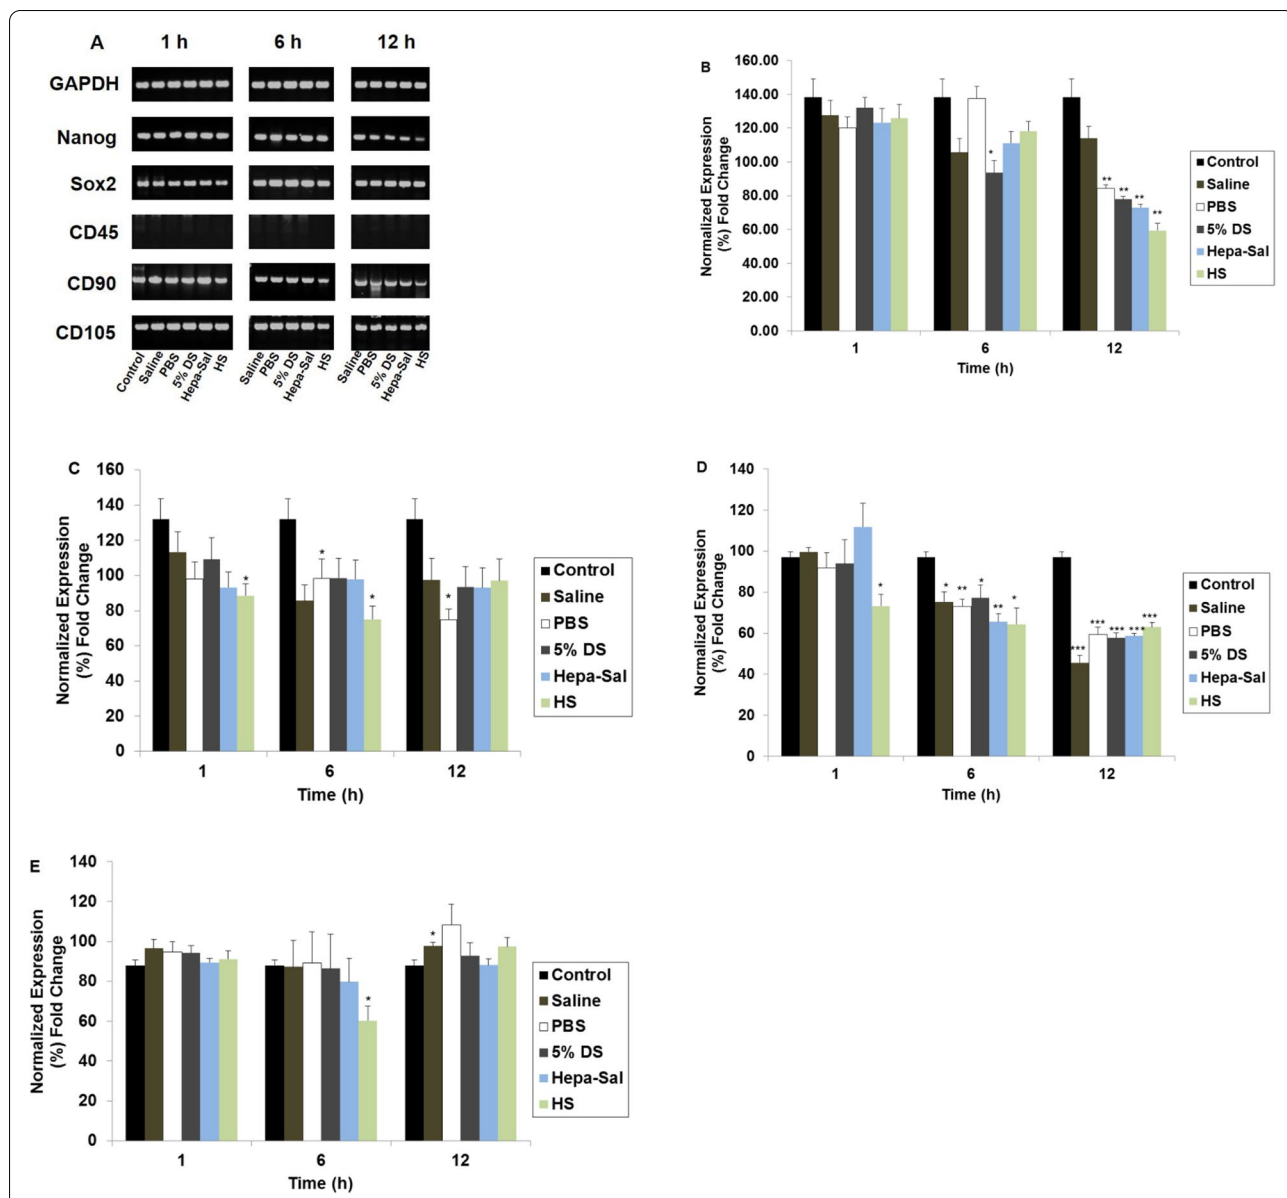 A
1 h
6 h
12 h
GAPDH
Nanog
Sox2
CD45
CD90
CD105
Control
Saline
PBS
5% DS
Hepa-Sal
HS
Saline
PBS
5% DS
Hepa-Sal
HS
Saline
PBS
5% DS
Hepa-Sal
HS
B
Normalized Expression
(%) Fold Change
160.00
140.00
120.00
100.00
80.00
60.00
40.00
20.00
0.00
*
**
**
**
**
1
6
12
Time (h)
Control
Saline
PBS
5% DS
Hepa-Sal
HS
C
Normalized Expression
(%) Fold Change
160
140
120
100
80
60
40
20
0
*
*
*
*
1
6
12
Time (h)
Control
Saline
PBS
5% DS
Hepa-Sal
HS
D
Normalized Expression
(%) Fold Change
140
120
100
80
60
40
20
0
*
*
**
*
**
*
***
***
***
***
***
1
6
12
Time (h)
Control
Saline
PBS
5% DS
Hepa-Sal
HS
E
Normalized Expression
(%) Fold Change
140
120
100
80
60
40
20
0
*
*
1
6
12
Time (h)
Control
Saline
PBS
5% DS
Hepa-Sal
HS